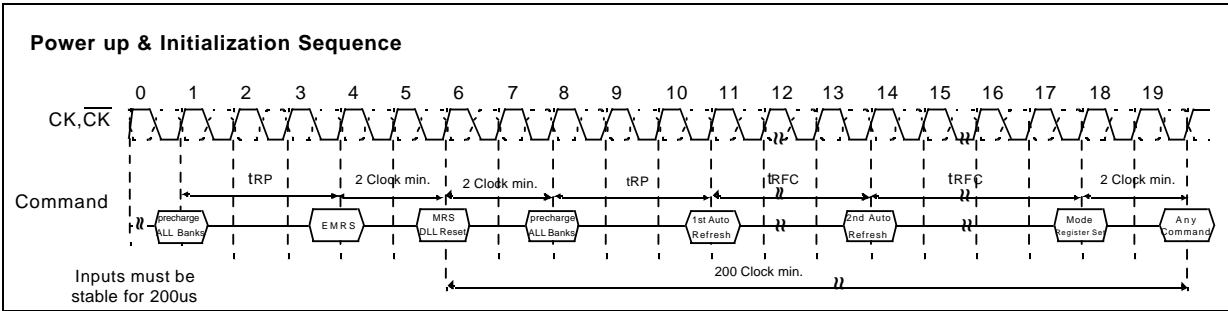 Power up & Initialization Sequence
0 1 2 3 4 5 6 7 8 9 10 11 12 13 14 15 16 17 18 19
CK,CK
tRP 2 Clock min. 2 Clock min. tRP tRFC tRFC 2 Clock min.
Command
precharge ALL Banks
EMRS
MRS DLL Reset
precharge ALL Banks
1st Auto Refresh
2nd Auto Refresh
Mode Register Set
Any Command
200 Clock min.
Inputs must be
stable for 200us